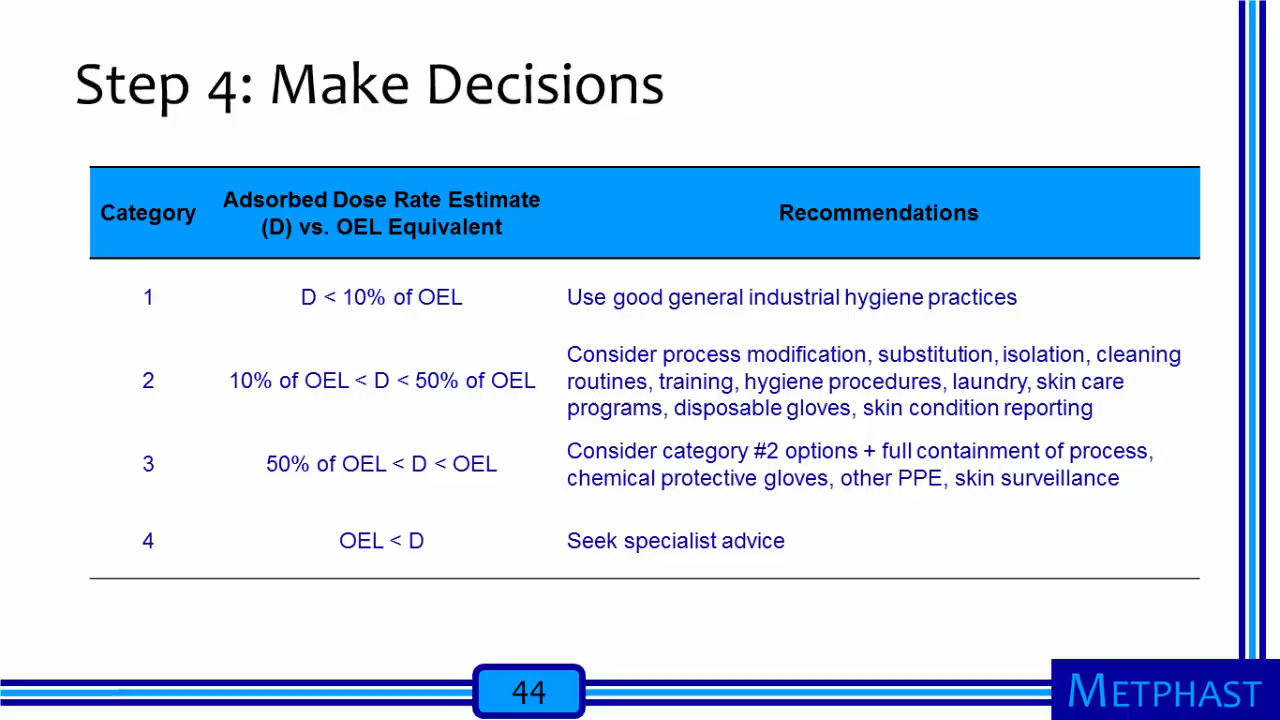 Step 4: Make Decisions
Category
Adsorbed Dose Rate Estimate
(D) vs. OEL Equivalent
Recommendations
1
D < 10% of OEL
Use good general industrial hygiene practices
2
10% of OEL < D < 50% of OEL
Consider process modification, substitution, isolation, cleaning
routines, training, hygiene procedures, laundry, skin care
programs, disposable gloves, skin condition reporting
3
50% of OEL < D < OEL
Consider category #2 options + full containment of process,
chemical protective gloves, other PPE, skin surveillance
4
OEL < D
Seek specialist advice
44
METPHAST